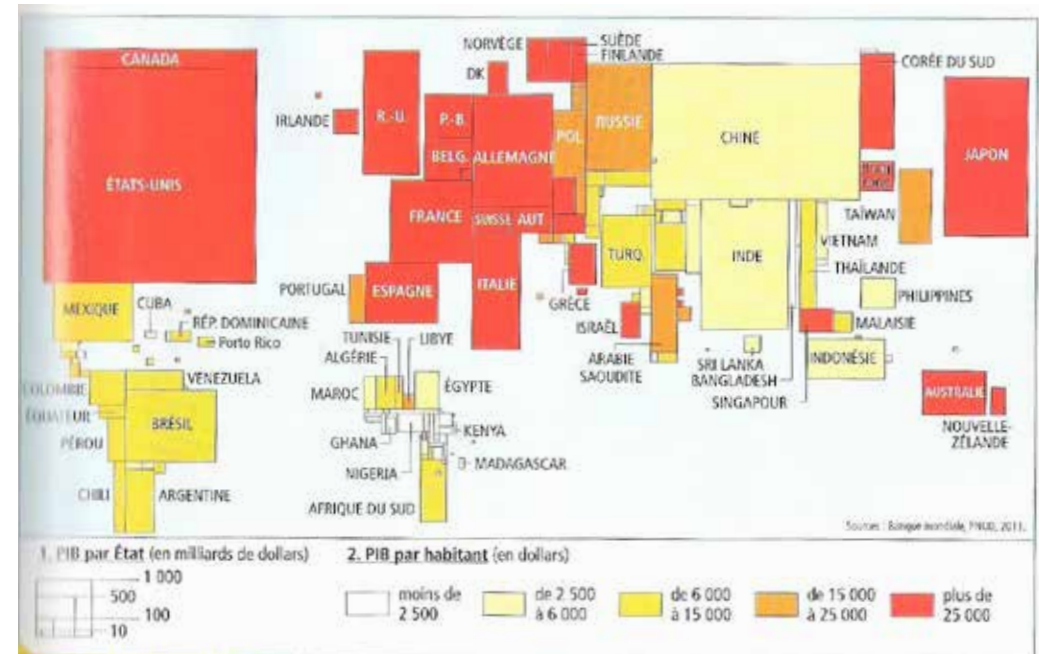 CANADA
ÉTATS-UNIS
MEXIQUE
CUBA
RÉP. DOMINICAINE
Porto Rico
COLOMBIE
VENEZUELA
ÉQUATEUR
BRÉSIL
PÉROU
CHILI
ARGENTINE
NORVÈGE
SUÈDE
FINLANDE
DK
IRLANDE
R.-U.
P.-B.
BELG.
ALLEMAGNE
POL.
RUSSIE
FRANCE
SUISSE
AUT.
PORTUGAL
ESPAGNE
ITALIE
GRÈCE
TURQ.
ISRAËL
ARABIE
SAOUDITE
TUNISIE
LIBYE
ALGÉRIE
MAROC
ÉGYPTE
GHANA
KENYA
NIGERIA
MADAGASCAR
AFRIQUE DU SUD
CHINE
CORÉE DU SUD
JAPON
TAÏWAN
INDE
VIETNAM
THAÏLANDE
PHILIPPINES
MALAISIE
INDONÉSIE
SRI LANKA
BANGLADESH
SINGAPOUR
AUSTRALIE
NOUVELLE-
ZÉLANDE
Sources : Banque mondiale, PNUD, 2011.
1. PIB par État (en milliards de dollars)
1 000
500
100
10
2. PIB par habitant (en dollars)
moins de
2 500
de 2 500
à 6 000
de 6 000
à 15 000
de 15 000
à 25 000
plus de
25 000